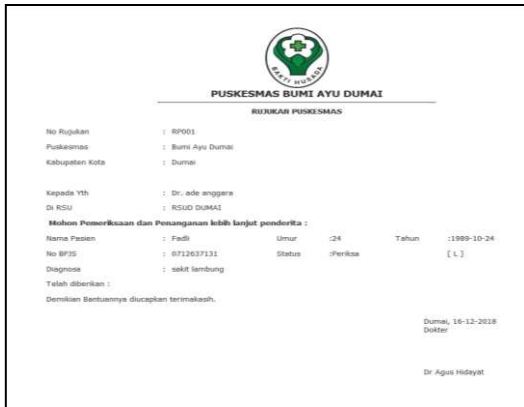 BAKTI HUSADA
PUSKESMAS BUMI AYU DUMAI
RUJUKAN PUSKESMAS
No Rujukan : RP001
Puskesmas : Bumi Ayu Dumai
Kabupaten Kota : Dumai
Kepada Yth : Dr. ade anggara
Di RSU : RSUD DUMAI
Mohon Pemeriksaan dan Penanganan lebih lanjut penderita :
Nama Pasien : Fadli Umur :24 Tahun :1989-10-24
No BPJS : 0712637131 Status :Periksa [ L ]
Diagnosa : sakit lambung
Telah diberikan :
Demikian Bantuannya diucapkan terimakasih.
Dumai, 16-12-2018
Dokter
Dr Agus Hidayat